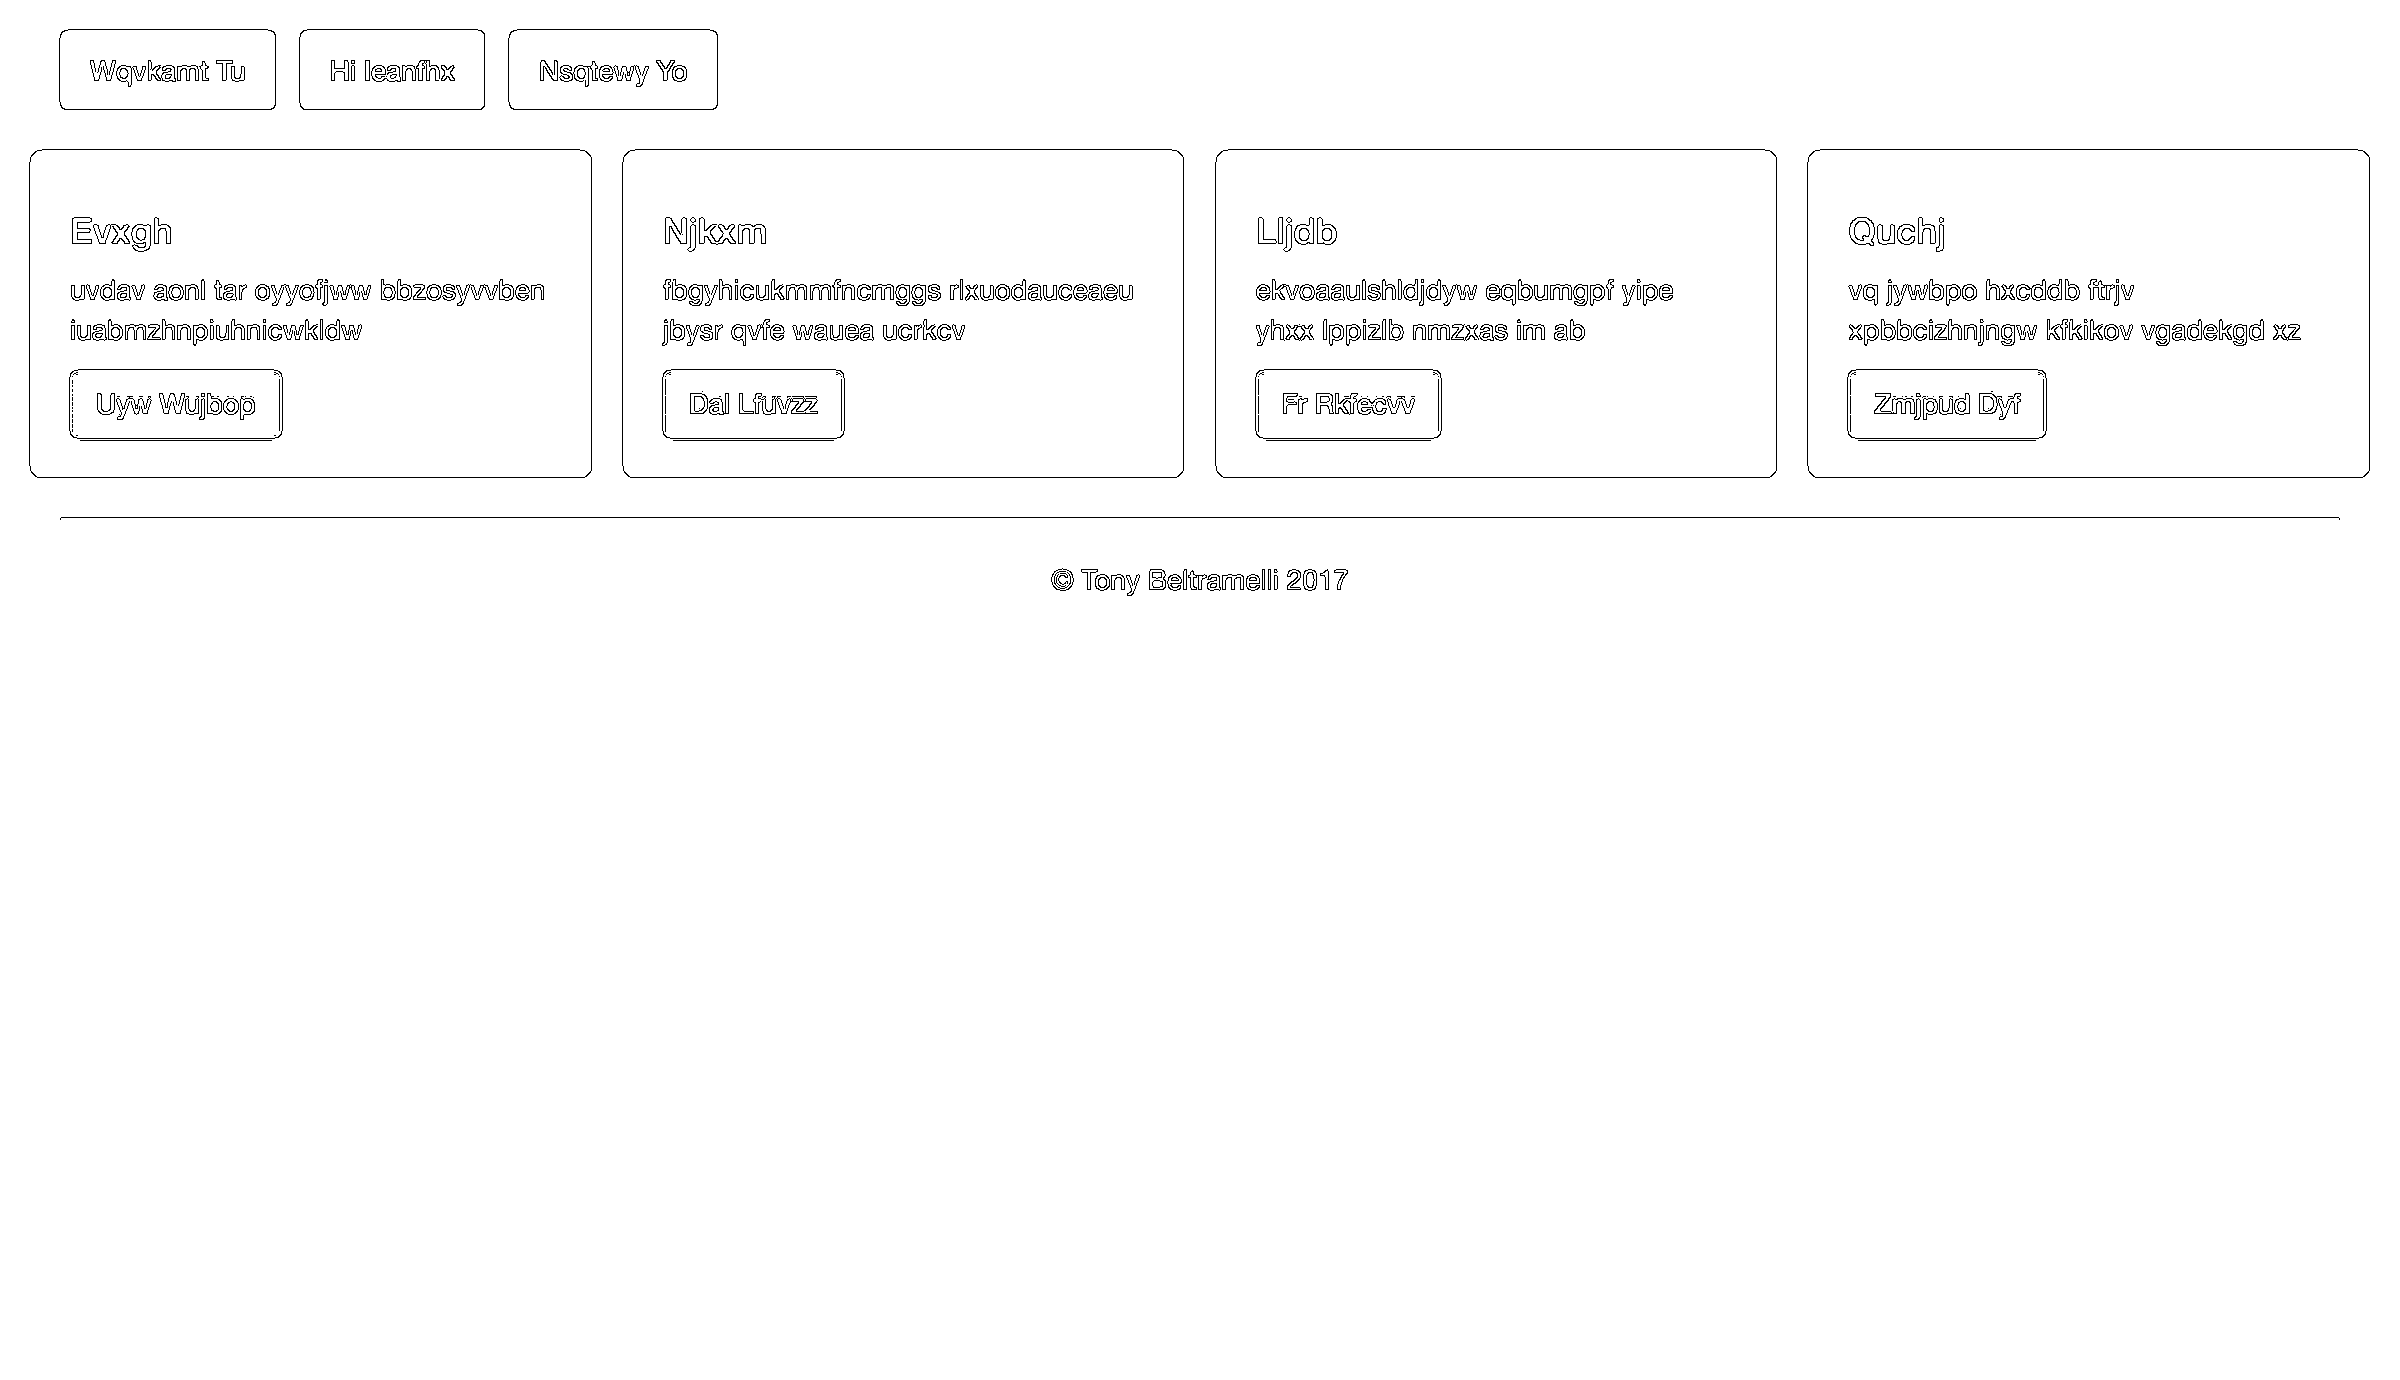 Wqvkamt Tu
Hi Ieanfhx
Nsqtewy Yo
Evxgh
uvdav aonl tar oyyofjww bbzosyvvben
iuabmzhnpiuhnicwkldw
Uyw Wujbop
Njkxm
fbgyhicukmmfncmggs rlxuodauceaeu
jbysr qvfe wauea ucrkcv
Dal Lfuvzz
Lljdb
ekvoaaulshldjdyw eqbumgpf yipe
yhxx lppizlb nmzxas im ab
Fr Rkfecvv
Quchj
vq jywbpo hxcddb ftrjv
xpbbcizhnjngw kfkikov vgadekgd xz
Zmjpud Dyf
© Tony Beltramelli 2017